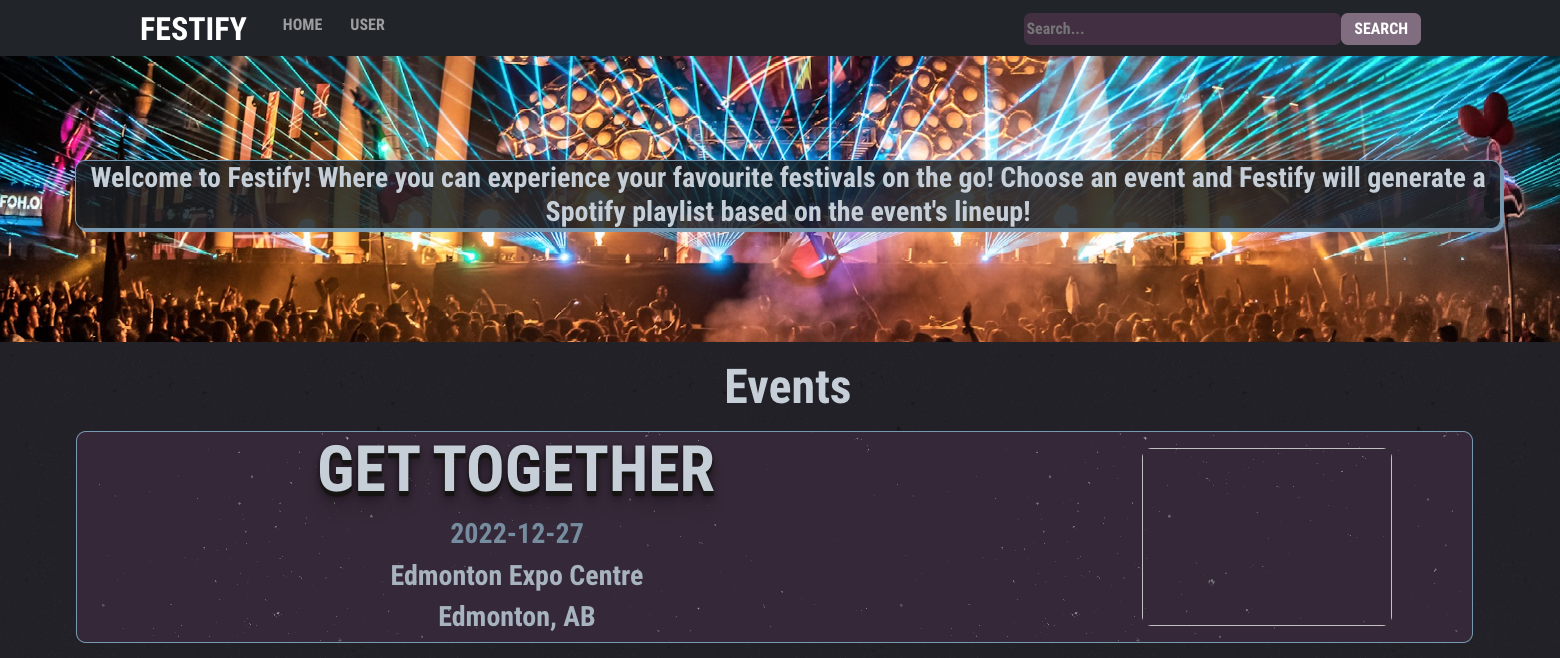 FESTIFY HOME USER Search... SEARCH
FOH.O
Welcome to Festify! Where you can experience your favourite festivals on the go! Choose an event and Festify will generate a
Spotify playlist based on the event's lineup!
Events
GET TOGETHER
2022-12-27
Edmonton Expo Centre
Edmonton, AB